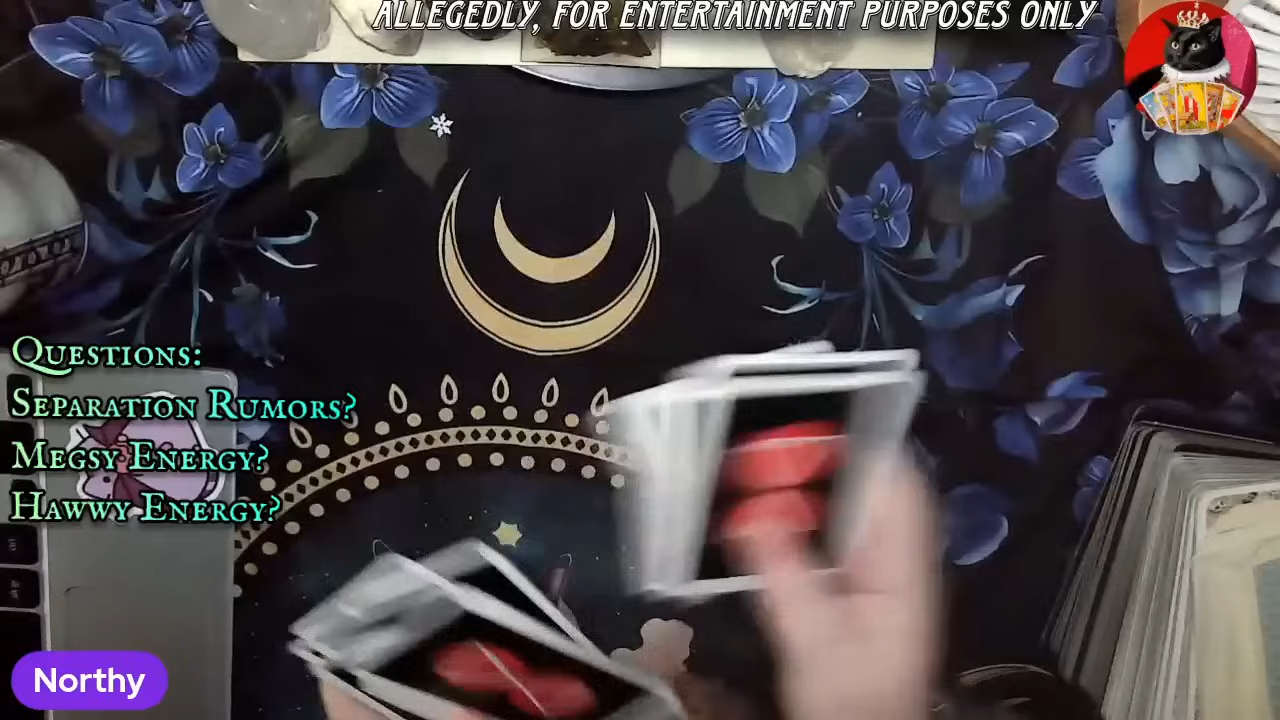 ALLEGEDLY, FOR ENTERTAINMENT PURPOSES ONLY
Questions:
Separation Rumors?
Megsy Energy?
Hawwy Energy?
Northy